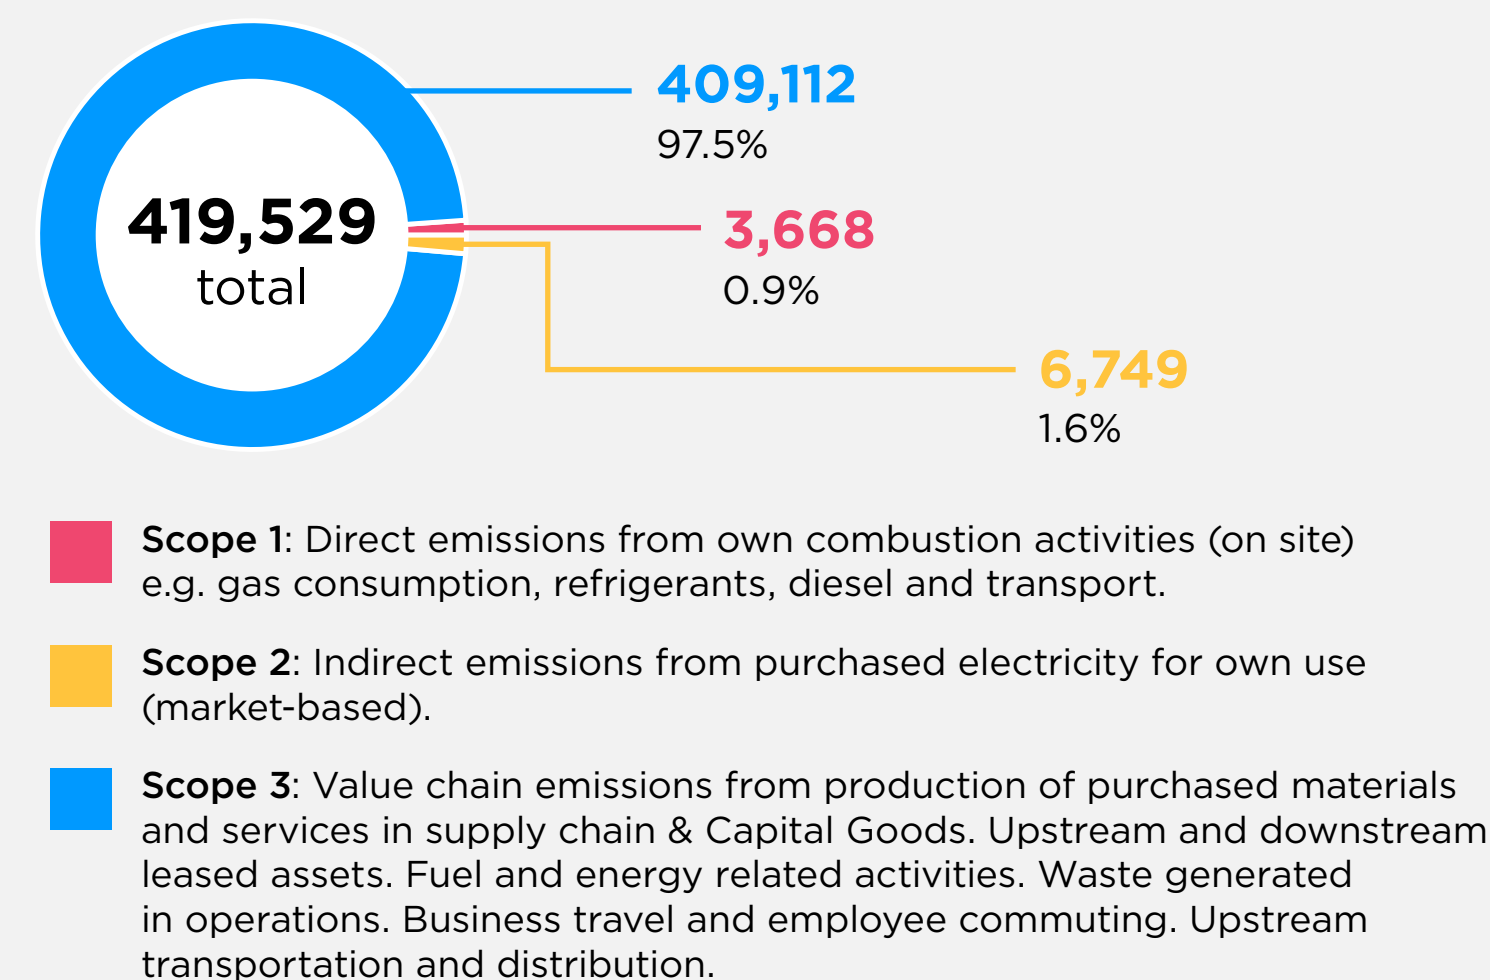 409,112
97.5%
419,529
total
3,668
0.9%
6,749
1.6%
Scope 1: Direct emissions from own combustion activities (on site)
e.g. gas consumption, refrigerants, diesel and transport.
Scope 2: Indirect emissions from purchased electricity for own use
(market-based).
Scope 3: Value chain emissions from production of purchased materials
and services in supply chain & Capital Goods. Upstream and downstream
leased assets. Fuel and energy related activities. Waste generated
in operations. Business travel and employee commuting. Upstream
transportation and distribution.